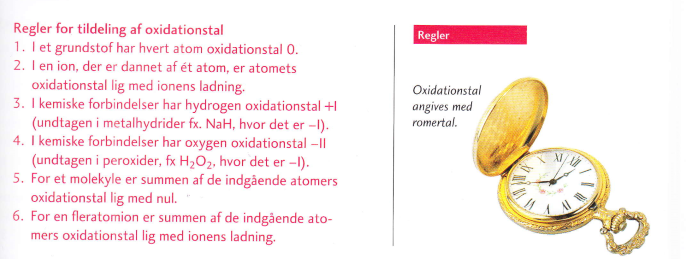 Regler for tildeling af oxidationstal
1. I et grundstof har hvert atom oxidationstal 0.
2. I en ion, der er dannet af ét atom, er atomets
oxidationstal lig med ionens ladning.
3. I kemiske forbindelser har hydrogen oxidationstal +I
(undtagen i metalhydrider fx. NaH, hvor det er –I).
4. I kemiske forbindelser har oxygen oxidationstal –II
(undtagen i peroxider, fx H₂O₂, hvor det er –I).
5. For et molekyle er summen af de indgående atomers
oxidationstal lig med nul.
6. For en fleratomion er summen af de indgående ato-
mers oxidationstal lig med ionens ladning.
Regler
Oxidationstal
angives med
romertal.